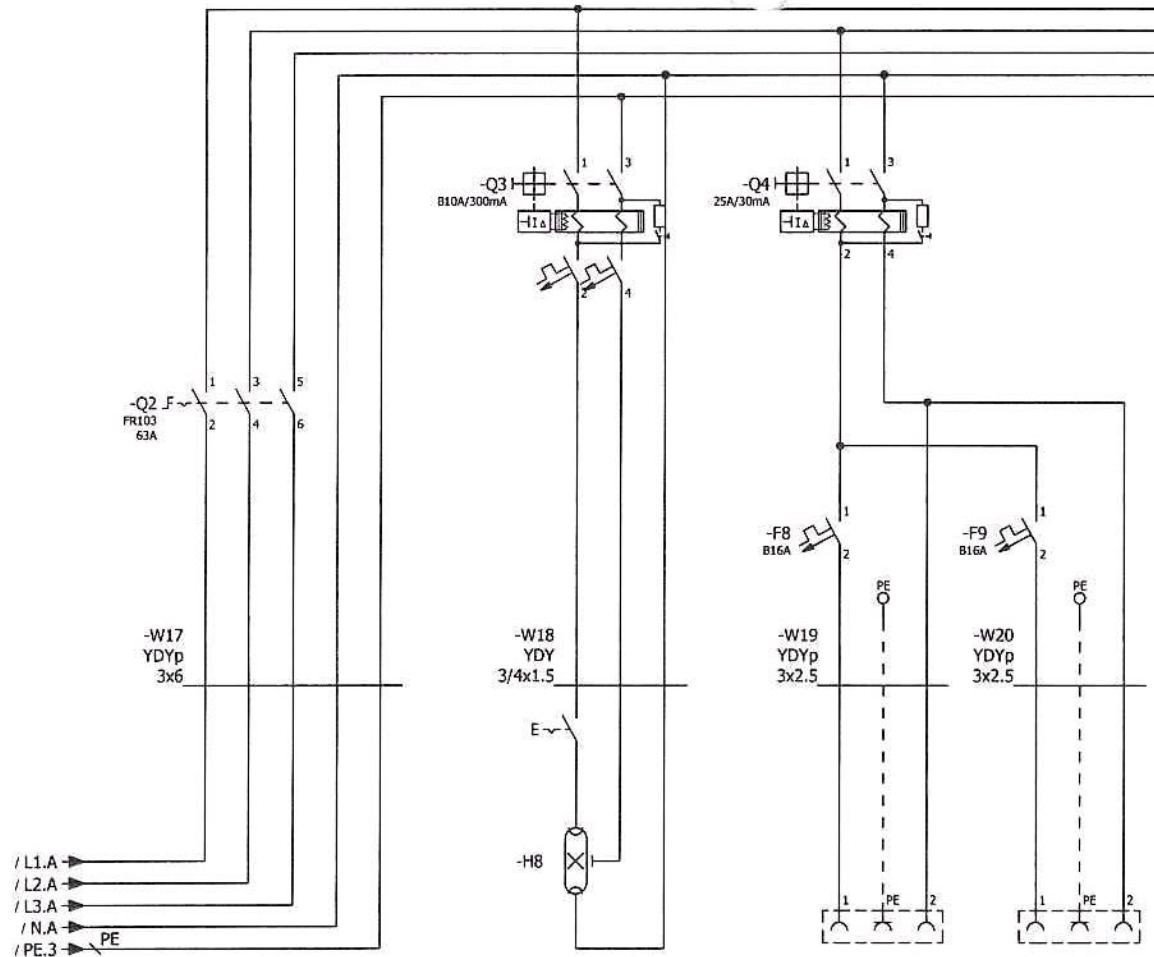 1
3
-Q3
B10A/300mA
I Δ
2
4
1
3
-Q4
25A/30mA
I Δ
2
4
1
3
5
-Q2
FR103
63A
2
4
6
-F8
B16A
1
2
-F9
B16A
1
2
PE
PE
-W17
YDYp
3x6
-W18
YDY
3/4x1.5
-W19
YDYp
3x2.5
-W20
YDYp
3x2.5
E
-H8
/ L1.A
/ L2.A
/ L3.A
/ N.A
/ PE.3
PE
1
PE
2
1
PE
2